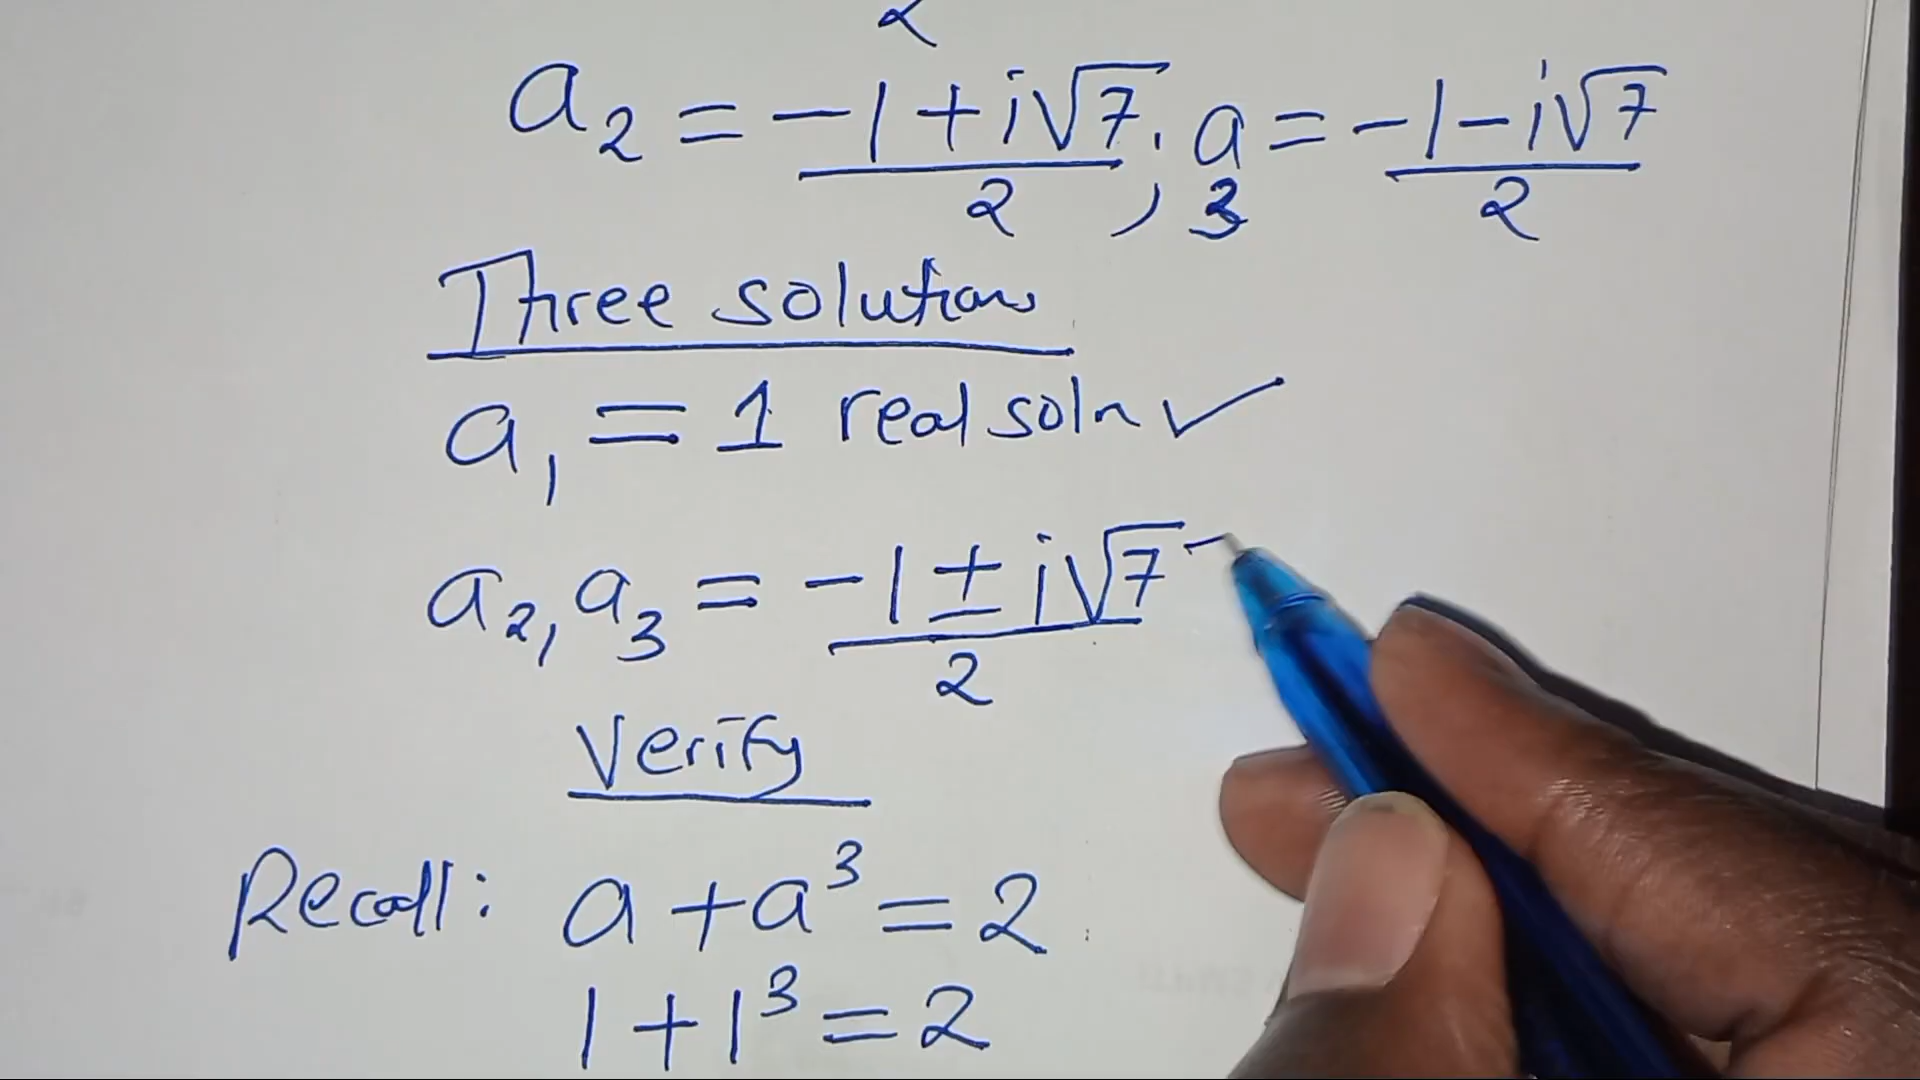 2
a₂ = (-1+i√7)/2 ; a₃ = (-1-i√7)/2
Three solutions
a₁ = 1 real soln ✓
a₂, a₃ = (-1±i√7)/2
Verify
Recall: a+a³=2
1+1³=2